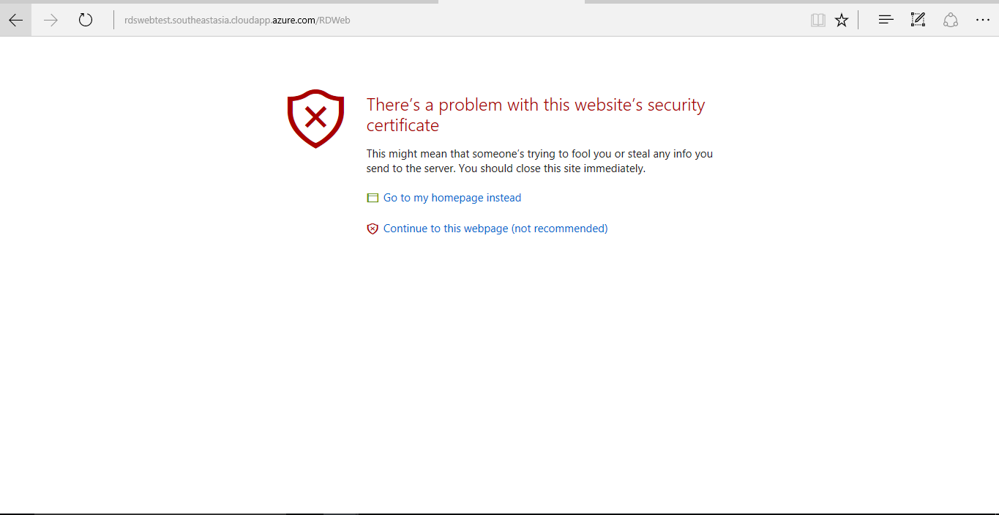 rdswebtest.southeastasia.cloudapp.azure.com/RDWeb
There's a problem with this website's security
certificate
This might mean that someone's trying to fool you or steal any info you
send to the server. You should close this site immediately.
Go to my homepage instead
Continue to this webpage (not recommended)